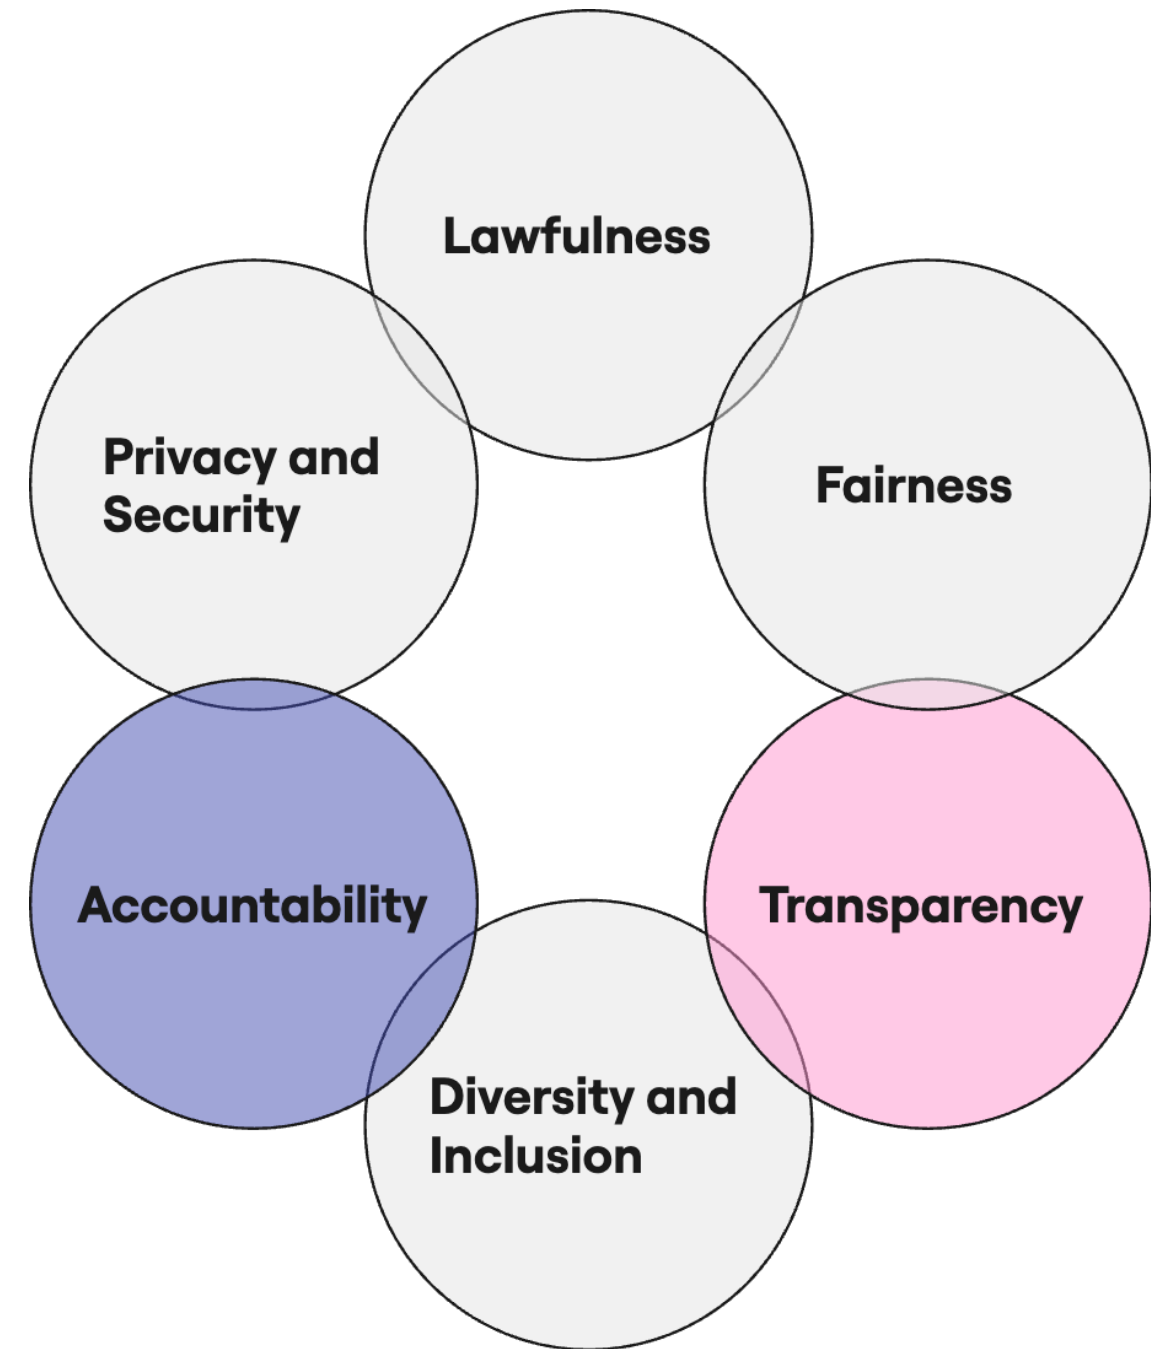 Lawfulness
Privacy and
Security
Fairness
Accountability
Transparency
Diversity and
Inclusion